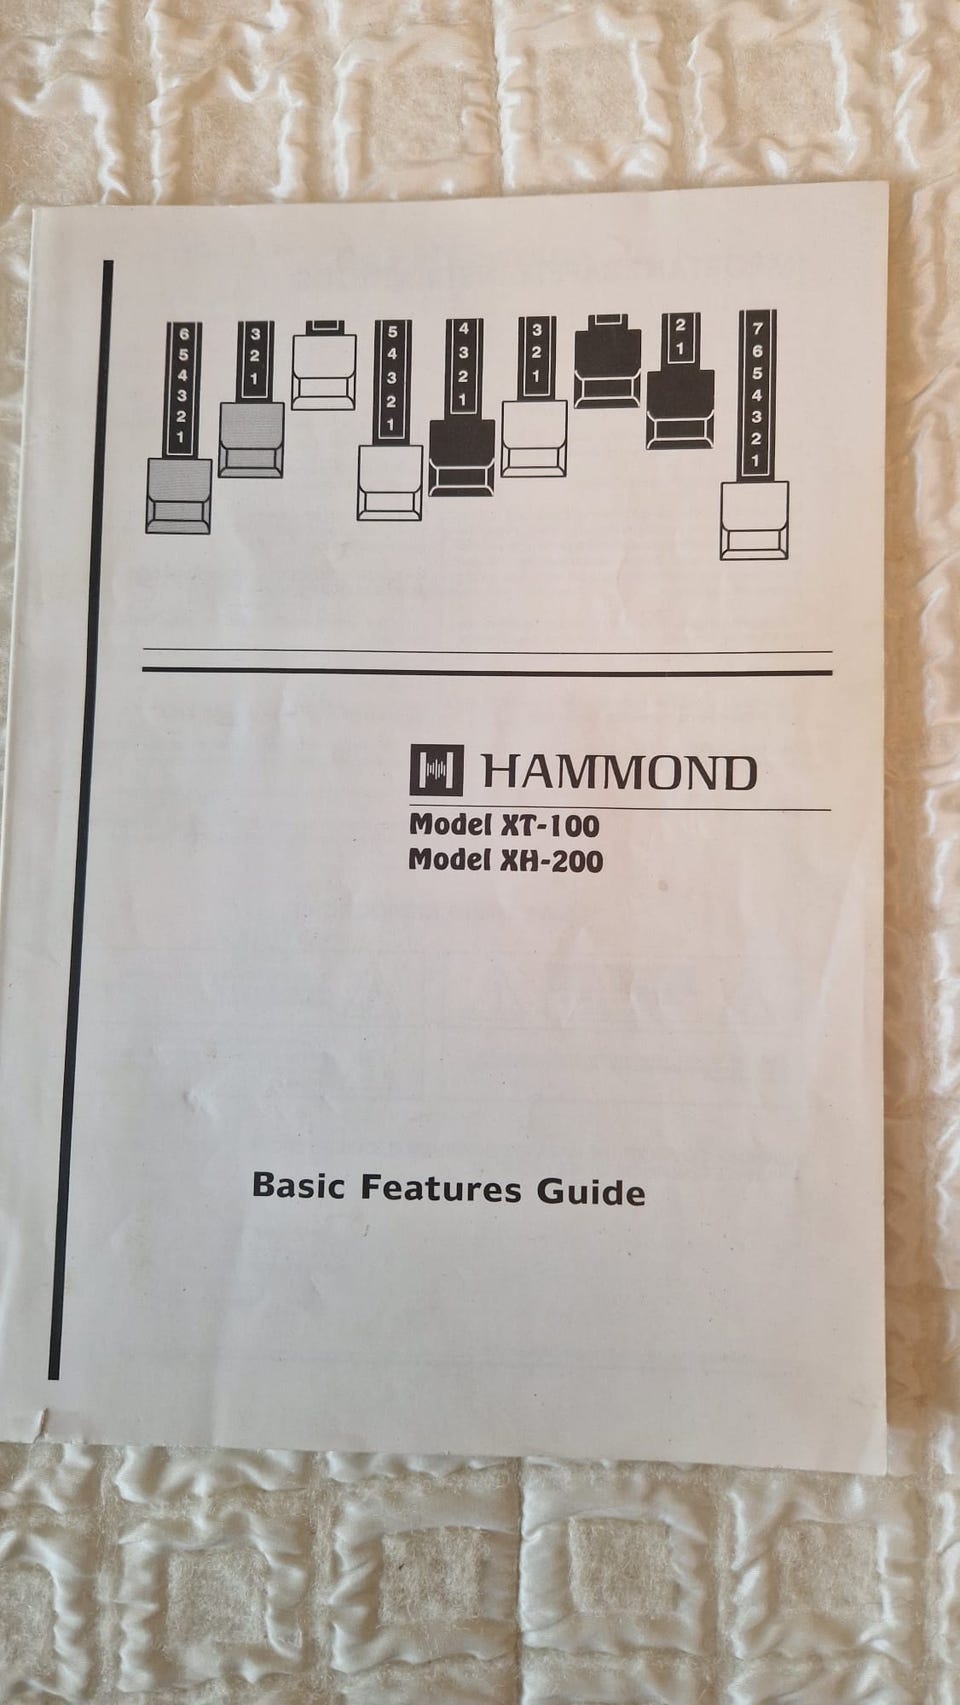 6 5 4 3 2 1
3 2 1
5 4 3 2 1
4 3 2 1
3 2 1
2 1
7 6 5 4 3 2 1
HAMMOND
Model XT-100
Model XH-200
Basic Features Guide